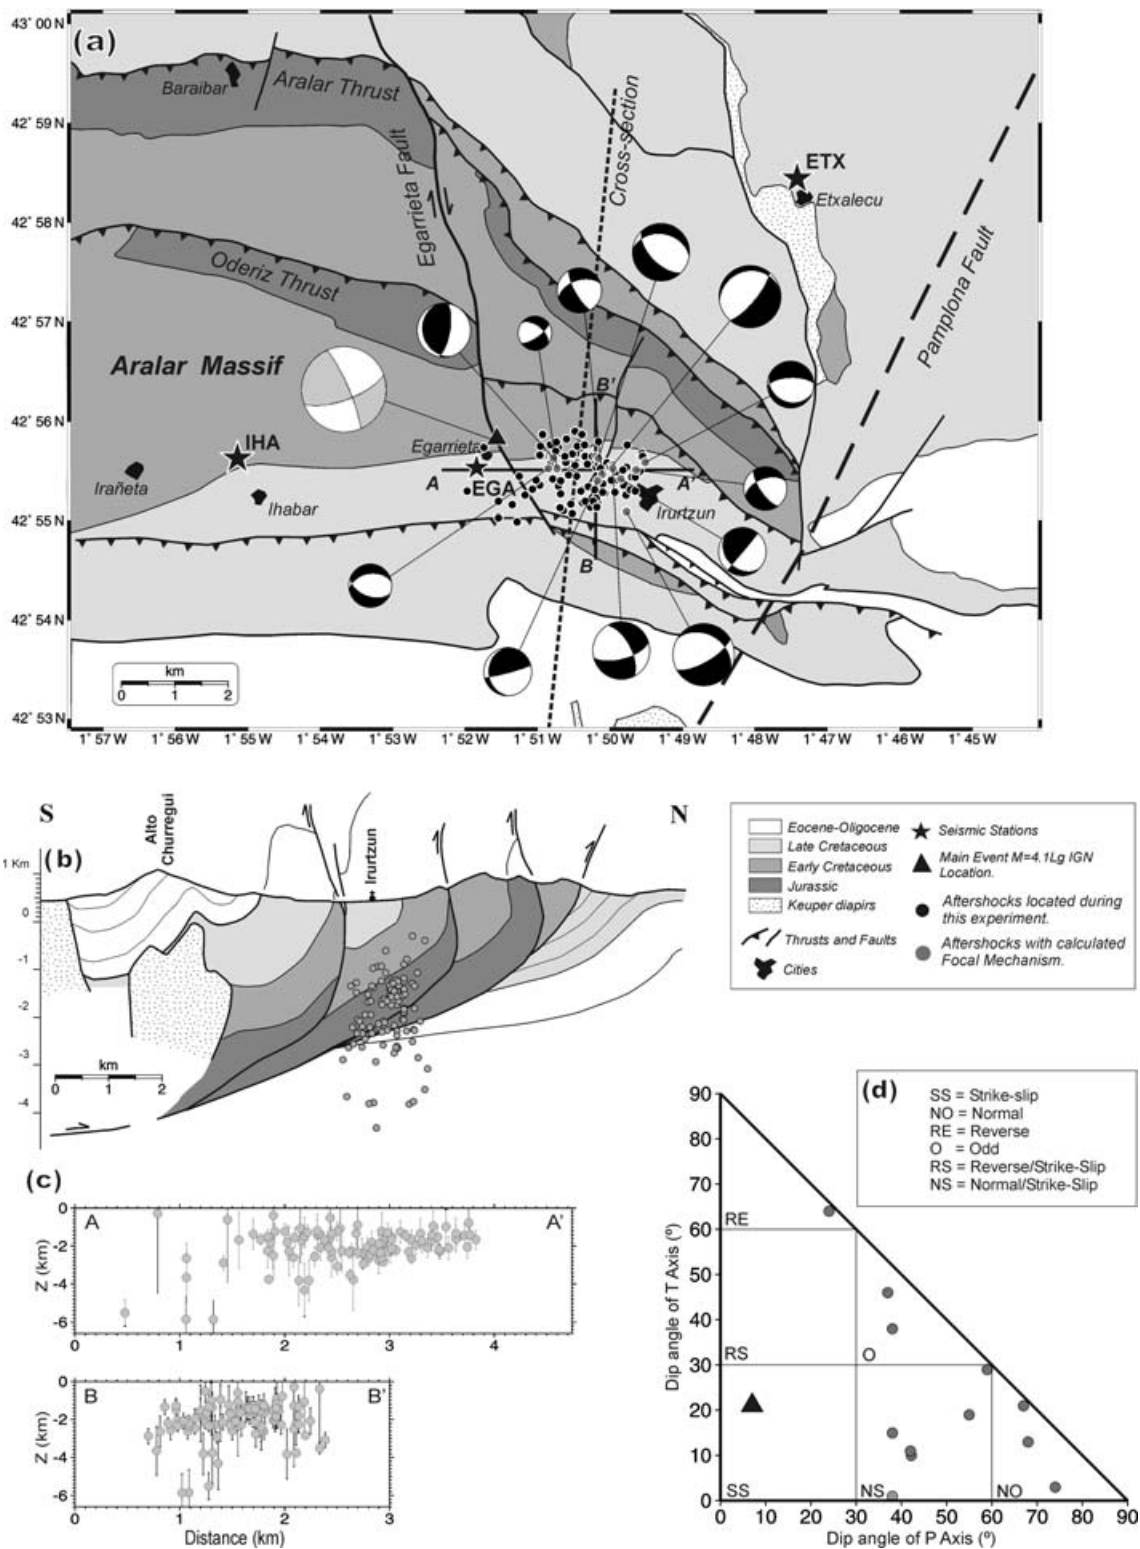 (a)
43° 00' N
42° 59' N
42° 58' N
42° 57' N
42° 56' N
42° 55' N
42° 54' N
42° 53' N
Baraibar
Aralar Thrust
Egarrieta Fault
Cross-section
ETX
Etxalecu
Pamplona Fault
Oderiz Thrust
Aralar Massif
B'
IHA
Egarrieta
A
EGA
A'
Irañeta
Ihabar
Irurtzun
B
km
0 1 2
1° 57' W 1° 56' W 1° 55' W 1° 54' W 1° 53' W 1° 52' W 1° 51' W 1° 50' W 1° 49' W 1° 48' W 1° 47' W 1° 46' W 1° 45' W
S
N
(b)
Alto
Churregui
Irurtzun
1 Km
0
-1
-2
-3
-4
km
0 1 2
Eocene-Oligocene
Late Cretaceous
Early Cretaceous
Jurassic
Keuper diapirs
Thrusts and Faults
Cities
Seismic Stations
Main Event M=4.1Lg IGN
Location.
Aftershocks located during
this experiment.
Aftershocks with calculated
Focal Mechanism.
(c)
A
A'
Z (km)
0
-2
-4
-6
0 1 2 3 4
B
B'
Z (km)
0
-2
-4
-6
0 1 2 3
Distance (km)
(d)
SS = Strike-slip
NO = Normal
RE = Reverse
O = Odd
RS = Reverse/Strike-Slip
NS = Normal/Strike-Slip
Dip angle of T Axis (º)
90
80
70
60
50
40
30
20
10
0
RE
RS
O
SS
NS
NO
0 10 20 30 40 50 60 70 80 90
Dip angle of P Axis (º)